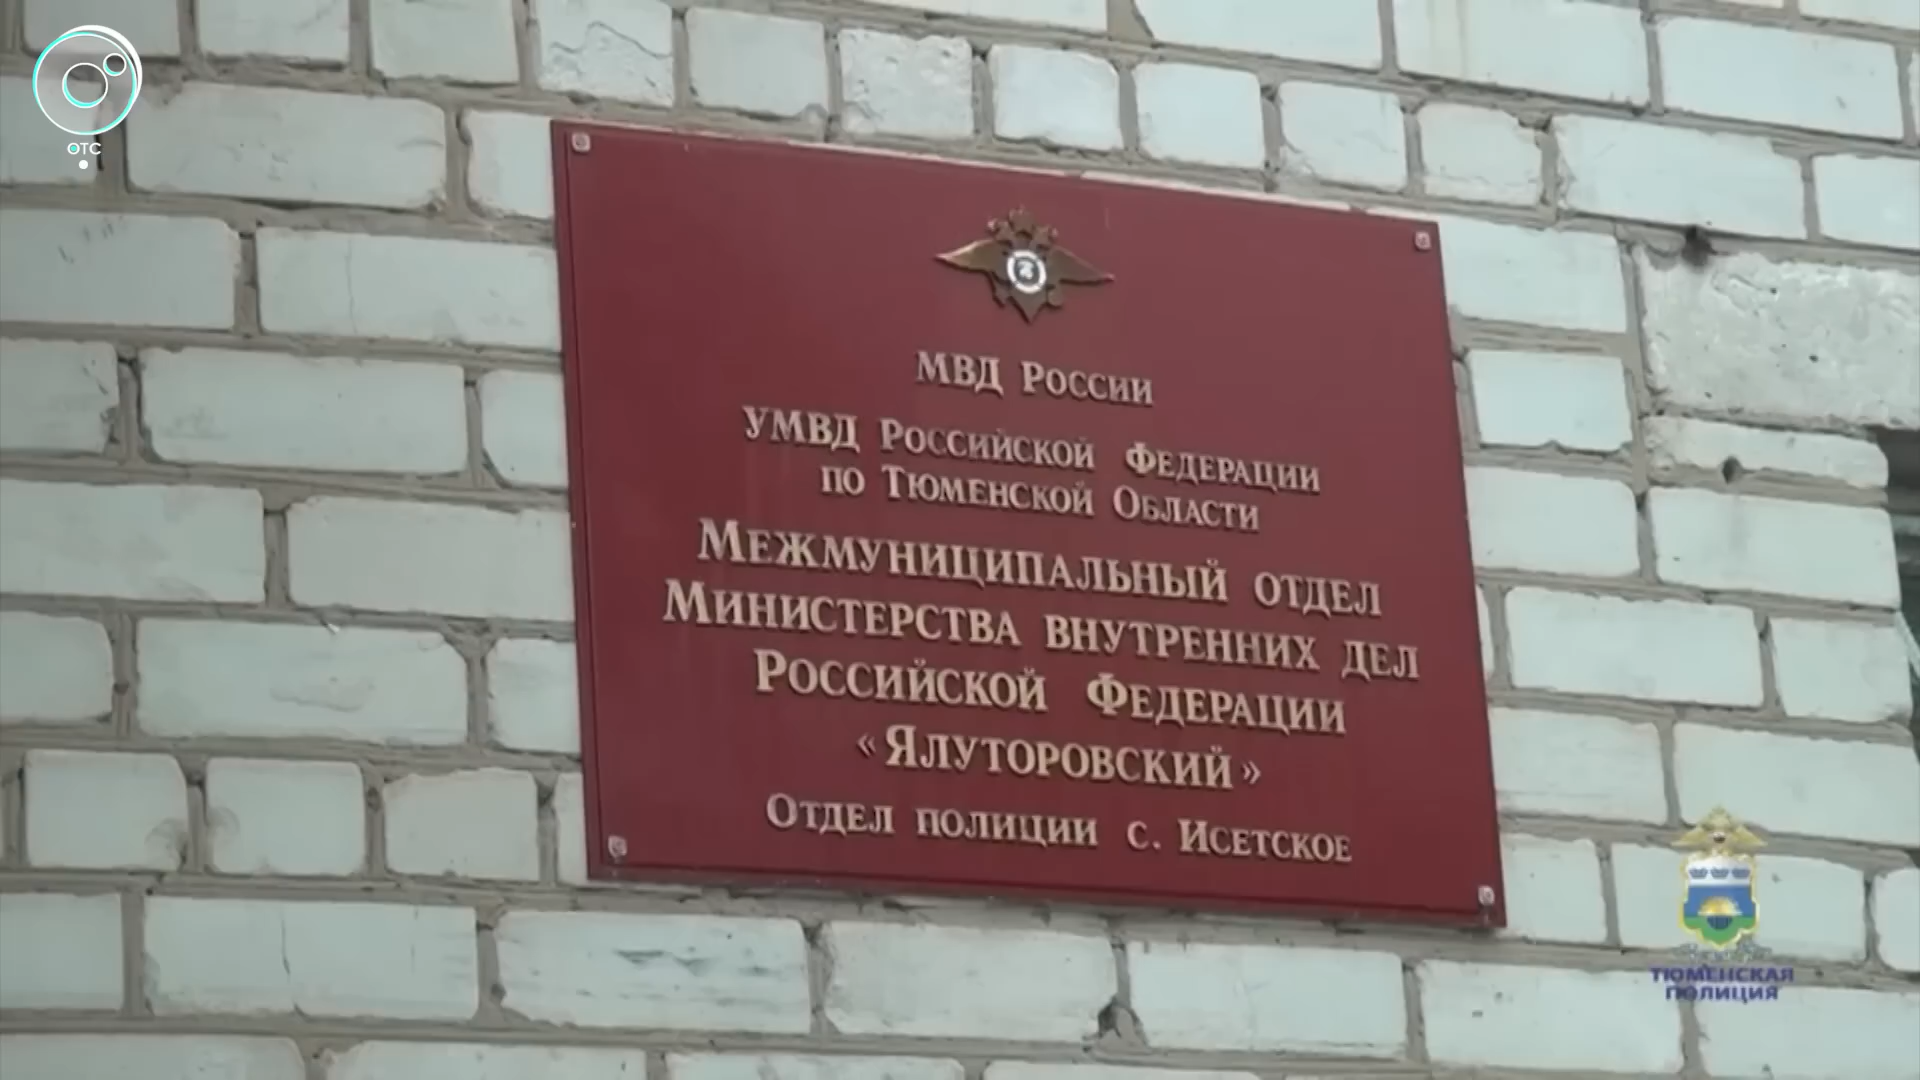 ОТС
МВД России
УМВД Российской Федерации
по Тюменской Области
Межмуниципальный отдел
Министерства внутренних дел
Российской Федерации
«Ялуторовский»
Отдел полиции с. Исетское
ТЮМЕНСКАЯ
ПОЛИЦИЯ